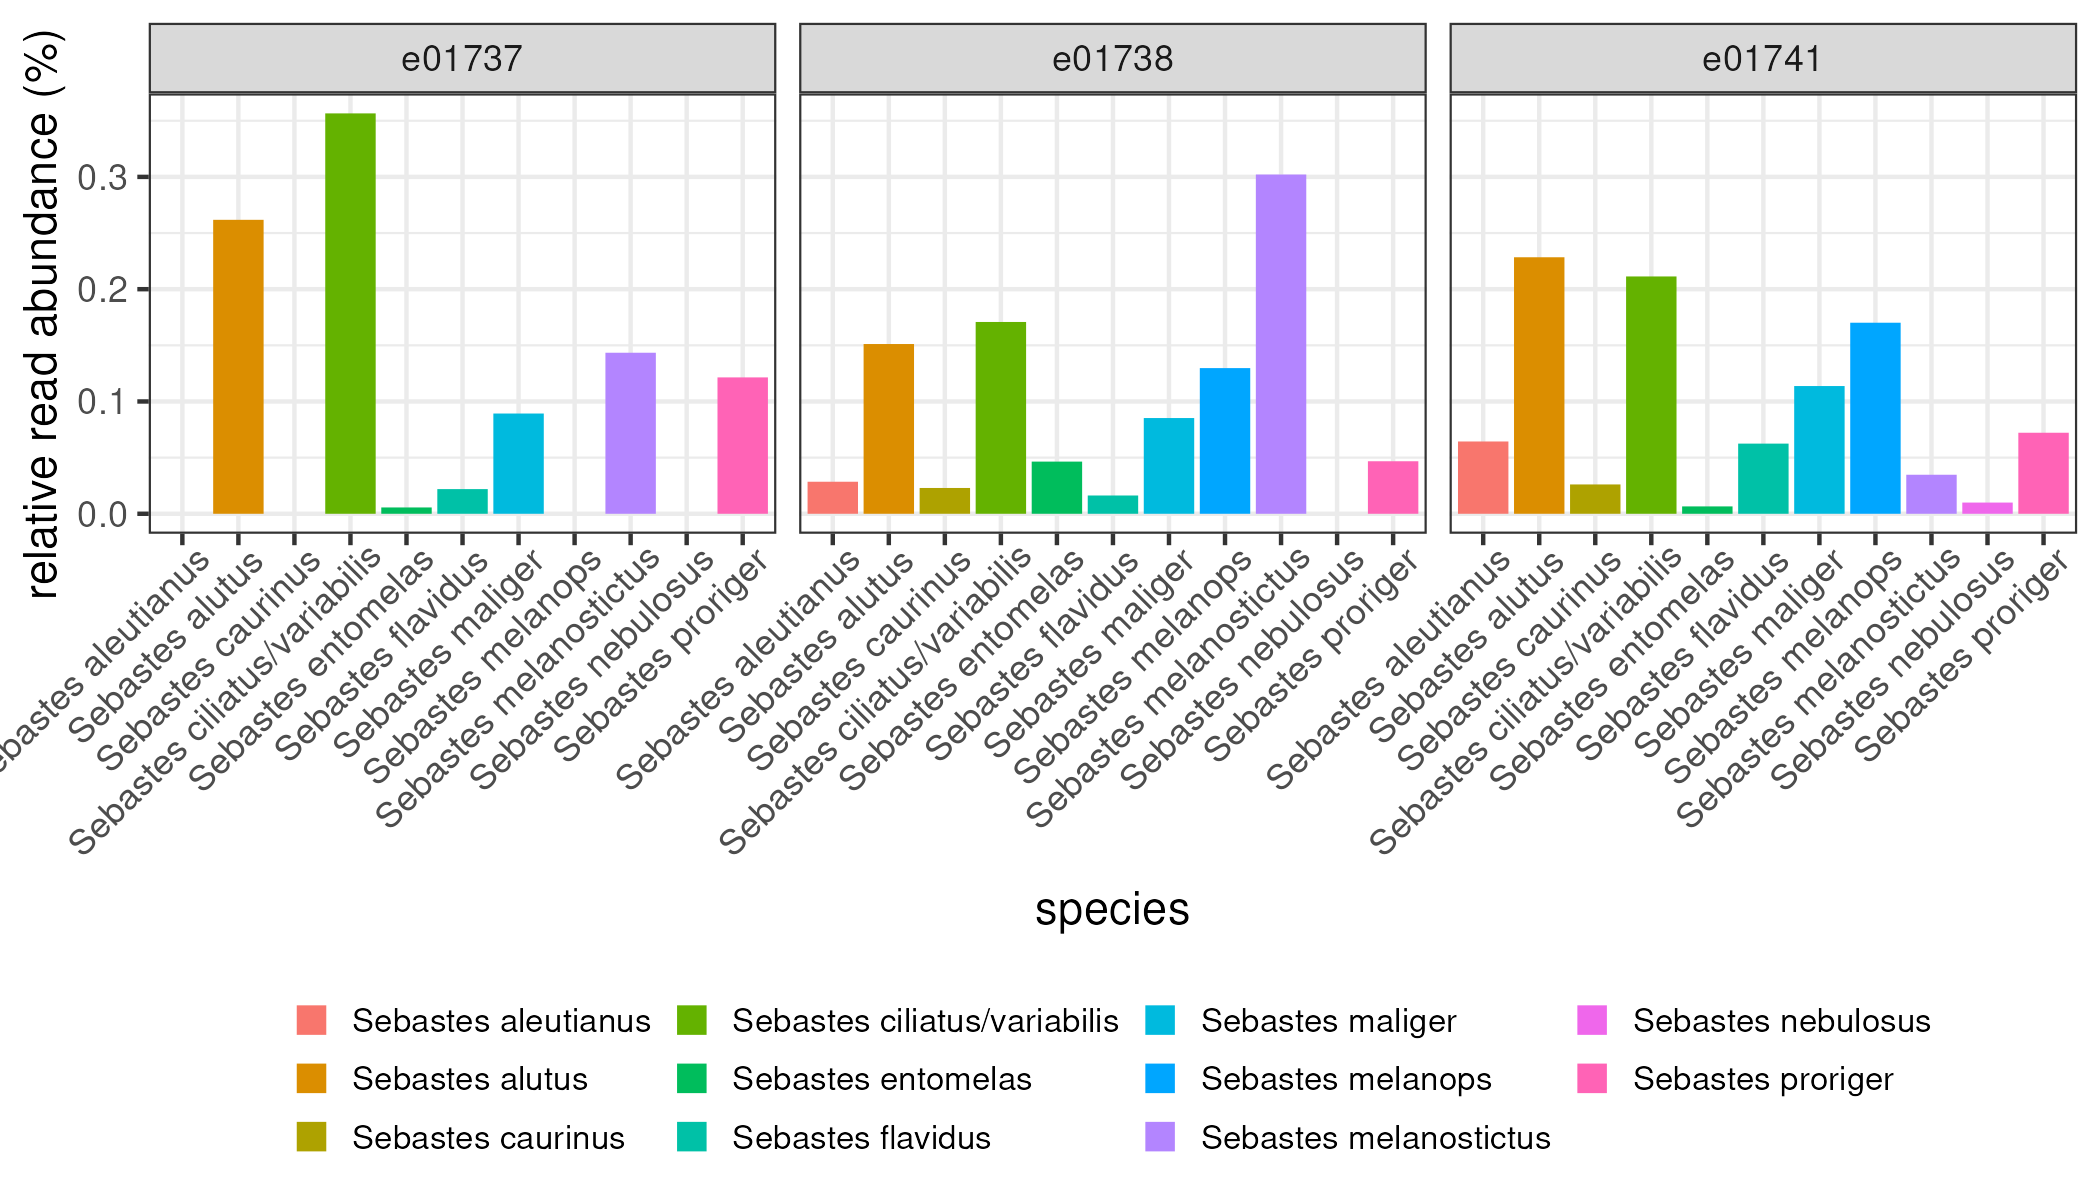 e01737 e01738 e01741
relative read abundance (%)
0.3
0.2
0.1
0.0
ebastes aleutianus
Sebastes alutus
Sebastes caurinus
Sebastes ciliatus/variabilis
Sebastes entomelas
Sebastes flavidus
Sebastes maliger
Sebastes melanops
Sebastes melanostictus
Sebastes nebulosus
Sebastes proriger
Sebastes aleutianus
Sebastes alutus
Sebastes caurinus
Sebastes ciliatus/variabilis
Sebastes entomelas
Sebastes flavidus
Sebastes maliger
Sebastes melanops
Sebastes melanostictus
Sebastes nebulosus
Sebastes proriger
Sebastes aleutianus
Sebastes alutus
Sebastes caurinus
Sebastes ciliatus/variabilis
Sebastes entomelas
Sebastes flavidus
Sebastes maliger
Sebastes melanops
Sebastes melanostictus
Sebastes nebulosus
Sebastes proriger
species
Sebastes aleutianus Sebastes ciliatus/variabilis Sebastes maliger Sebastes nebulosus
Sebastes alutus Sebastes entomelas Sebastes melanops Sebastes proriger
Sebastes caurinus Sebastes flavidus Sebastes melanostictus